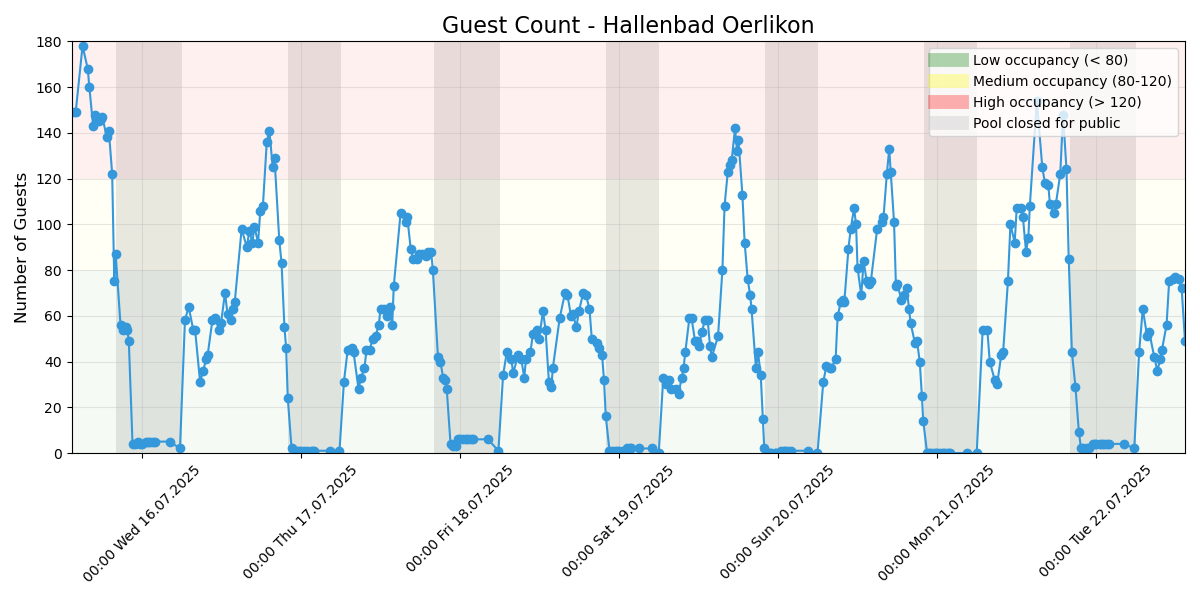 Guest Count - Hallenbad Oerlikon
Low occupancy (< 80)
Medium occupancy (80-120)
High occupancy (> 120)
Pool closed for public
Number of Guests
180
160
140
120
100
80
60
40
20
0
00:00 Wed 16.07.2025
00:00 Thu 17.07.2025
00:00 Fri 18.07.2025
00:00 Sat 19.07.2025
00:00 Sun 20.07.2025
00:00 Mon 21.07.2025
00:00 Tue 22.07.2025